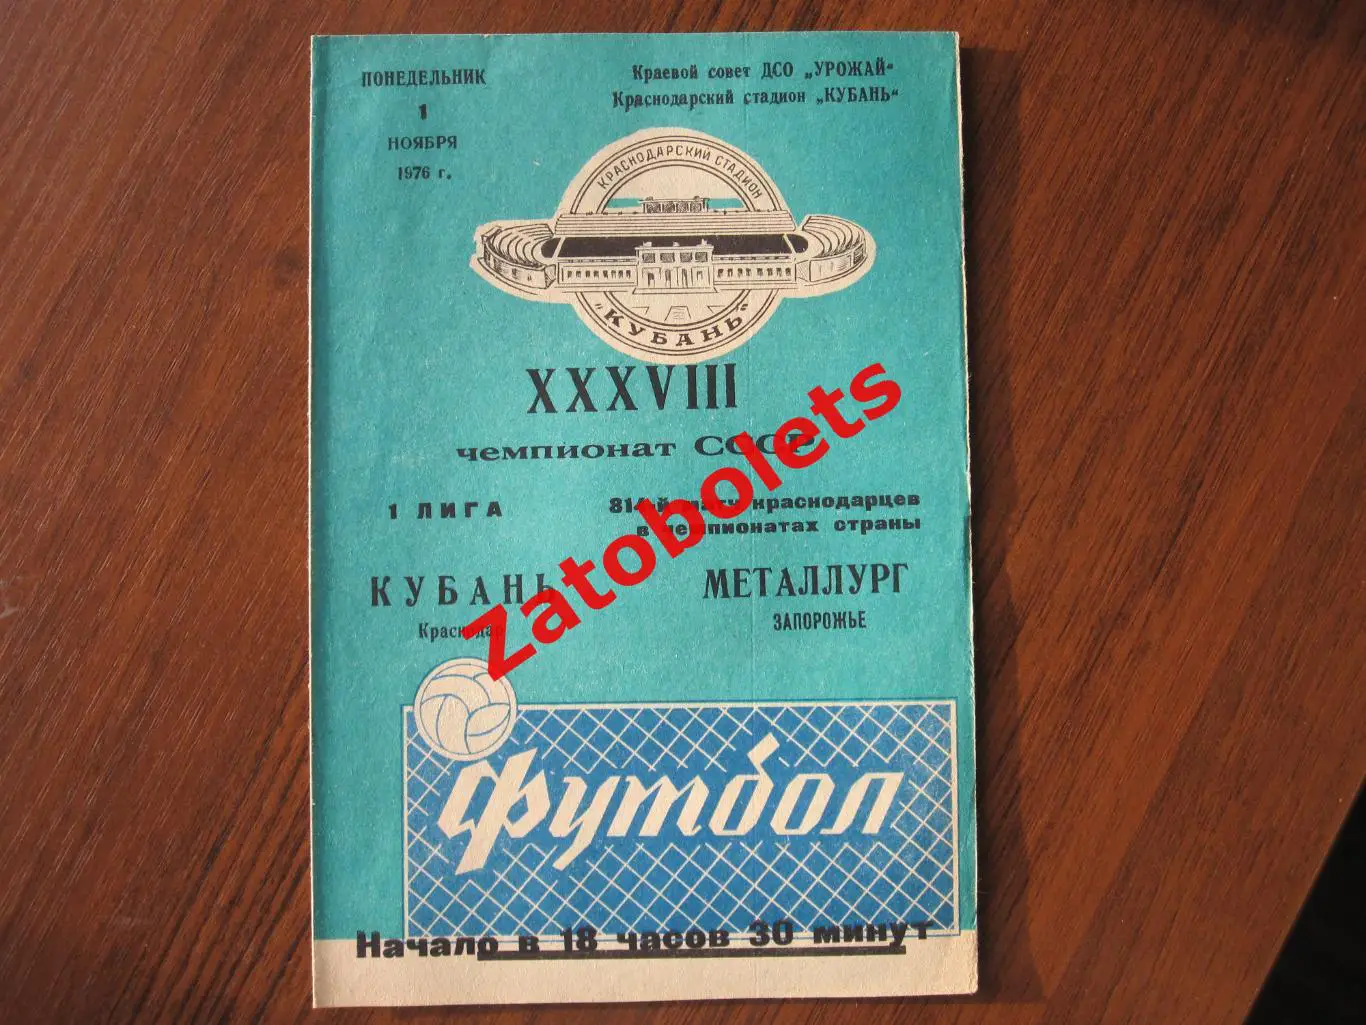 ПОНЕДЕЛЬНИК
1
НОЯБРЯ
1976 г.
Краевой совет ДСО „УРОЖАЙ“
Краснодарский стадион „КУБАНЬ“
КРАСНОДАРСКИЙ СТАДИОН
„КУБАНЬ“
XXXVIII
чемпионат СССР
1 ЛИГА
матч краснодарцев
в чемпионатах страны
КУБАНЬ
Краснодар
МЕТАЛЛУРГ
ЗАПОРОЖЬЕ
Футбол
Начало в 18 часов 30 минут
Zatobolets